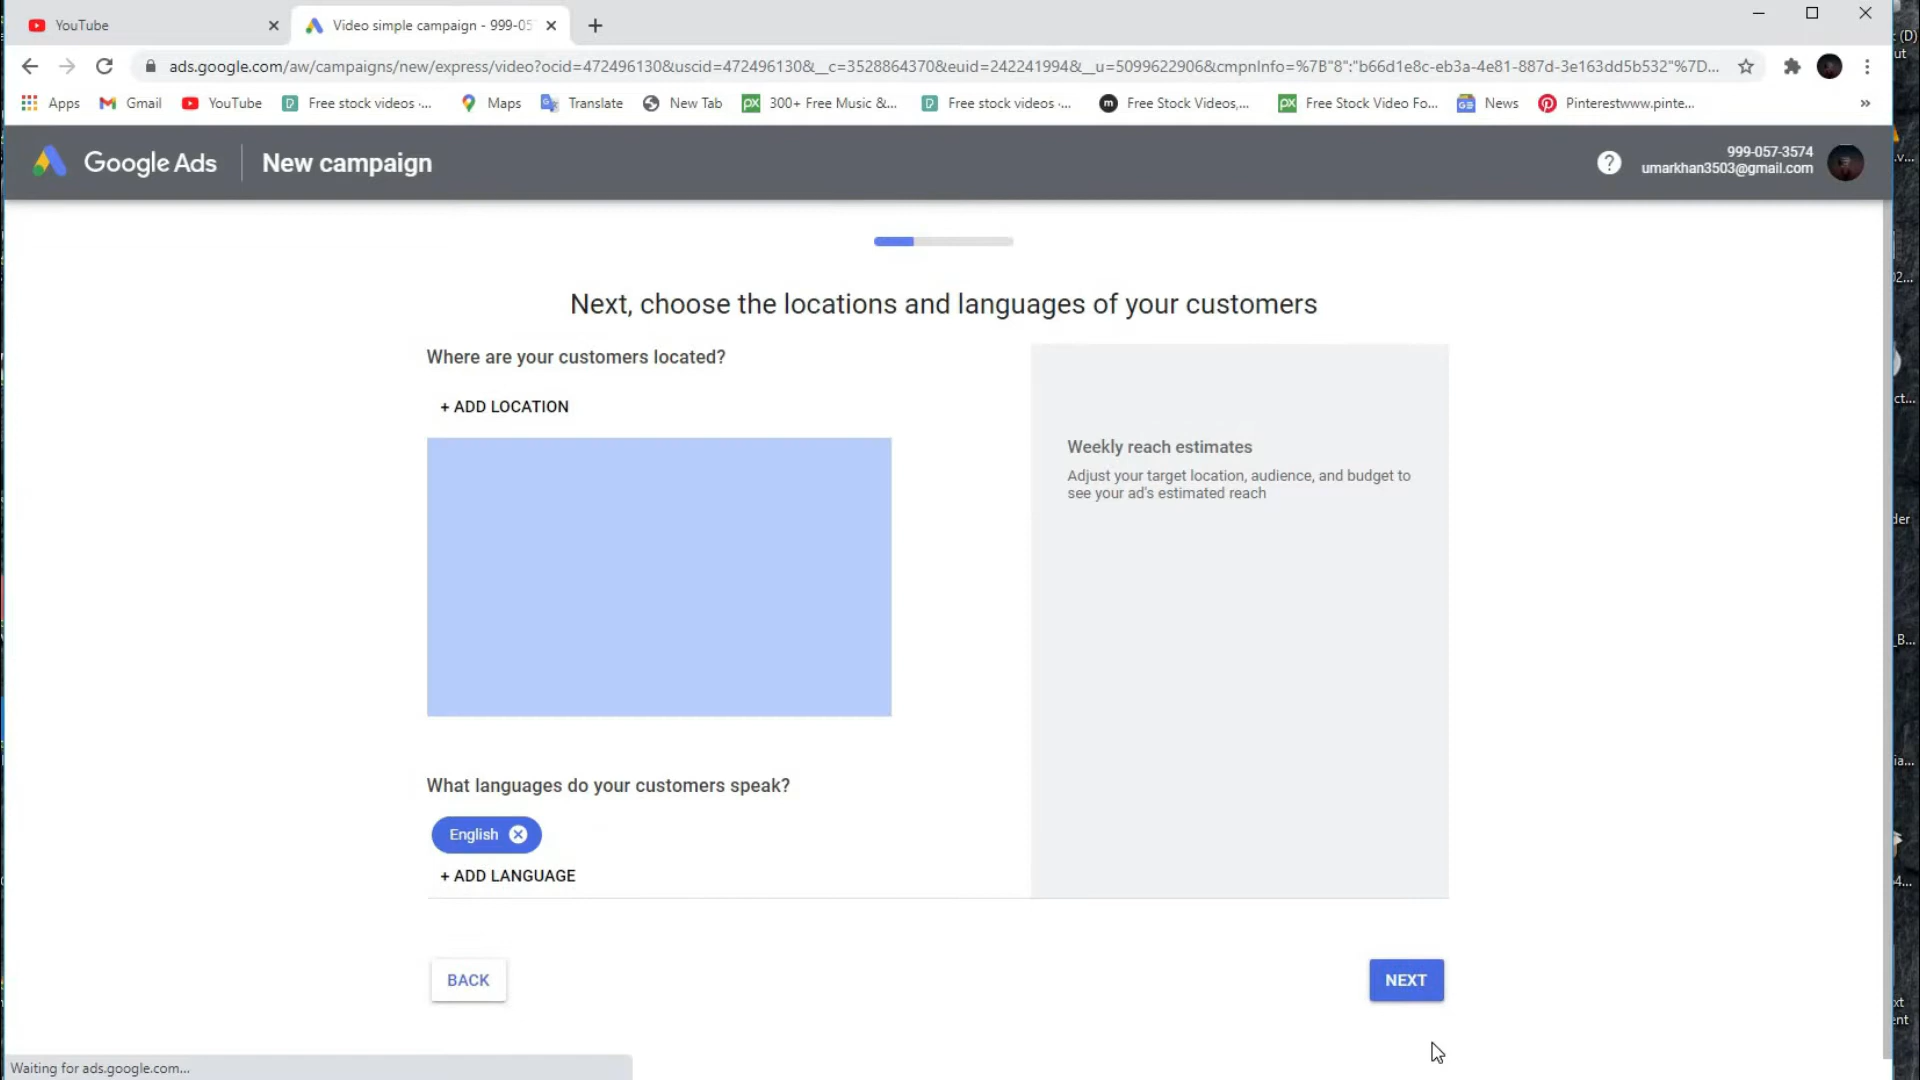 YouTube
Video simple campaign - 999-05
ads.google.com/aw/campaigns/new/express/video?ocid=472496130&uscid=472496130&__c=3528864370&euid=242241994&__u=5099622906&cmpnInfo=%7B"8":"b66d1e8c-eb3a-4e81-887d-3e163dd5b532"%7D...
Apps Gmail YouTube Free stock videos -... Maps Translate New Tab 300+ Free Music &... Free stock videos -... Free Stock Videos,... Free Stock Video Fo... News Pinterestwww.pinte... »
Google Ads New campaign
999-057-3574
umarkhan3503@gmail.com
Next, choose the locations and languages of your customers
Where are your customers located?
+ ADD LOCATION
Weekly reach estimates
Adjust your target location, audience, and budget to
see your ad's estimated reach
What languages do your customers speak?
English
+ ADD LANGUAGE
BACK
NEXT
Waiting for ads.google.com...